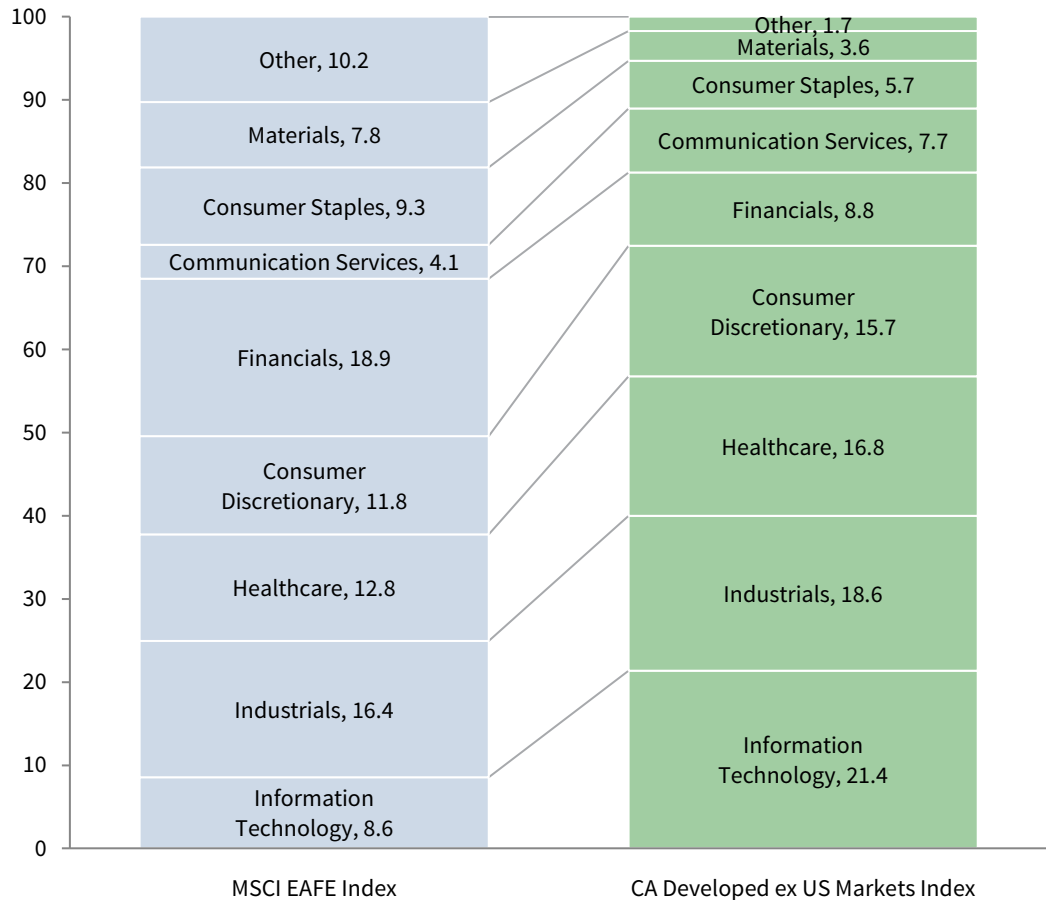 100
90
80
70
60
50
40
30
20
10
0
Other, 10.2
Materials, 7.8
Consumer Staples, 9.3
Communication Services, 4.1
Financials, 18.9
Consumer
Discretionary, 11.8
Healthcare, 12.8
Industrials, 16.4
Information
Technology, 8.6
Other, 1.7
Materials, 3.6
Consumer Staples, 5.7
Communication Services, 7.7
Financials, 8.8
Consumer
Discretionary, 15.7
Healthcare, 16.8
Industrials, 18.6
Information
Technology, 21.4
MSCI EAFE Index
CA Developed ex US Markets Index